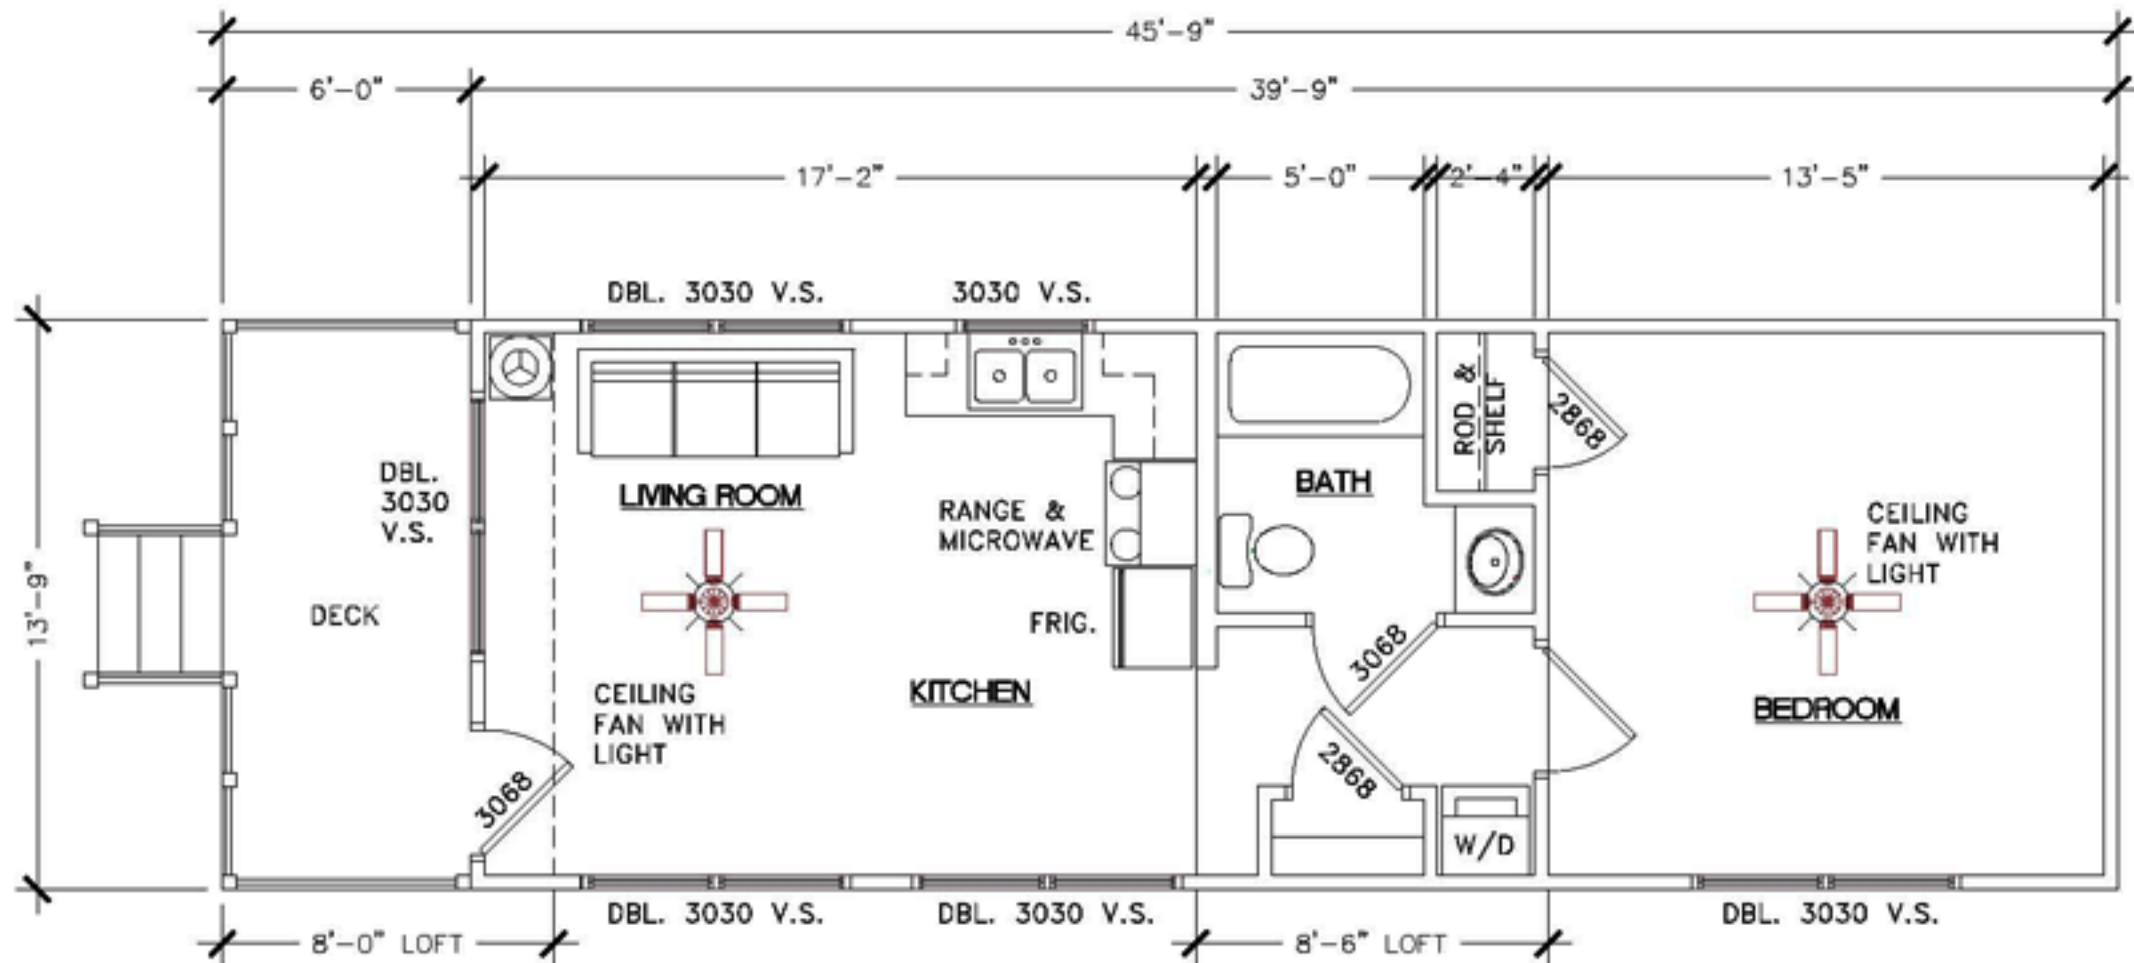 45'-9"
6'-0"
39'-9"
17'-2"
5'-0"
2'-4"
13'-5"
DBL. 3030 V.S.
3030 V.S.
13'-9"
DBL.
3030
V.S.
DECK
3068
LIVING ROOM
CEILING
FAN WITH
LIGHT
RANGE &
MICROWAVE
FRIG.
KITCHEN
BATH
ROD &
SHELF
2868
3068
2868
W/D
CEILING
FAN WITH
LIGHT
BEDROOM
DBL. 3030 V.S.
DBL. 3030 V.S.
DBL. 3030 V.S.
8'-0" LOFT
8'-6" LOFT